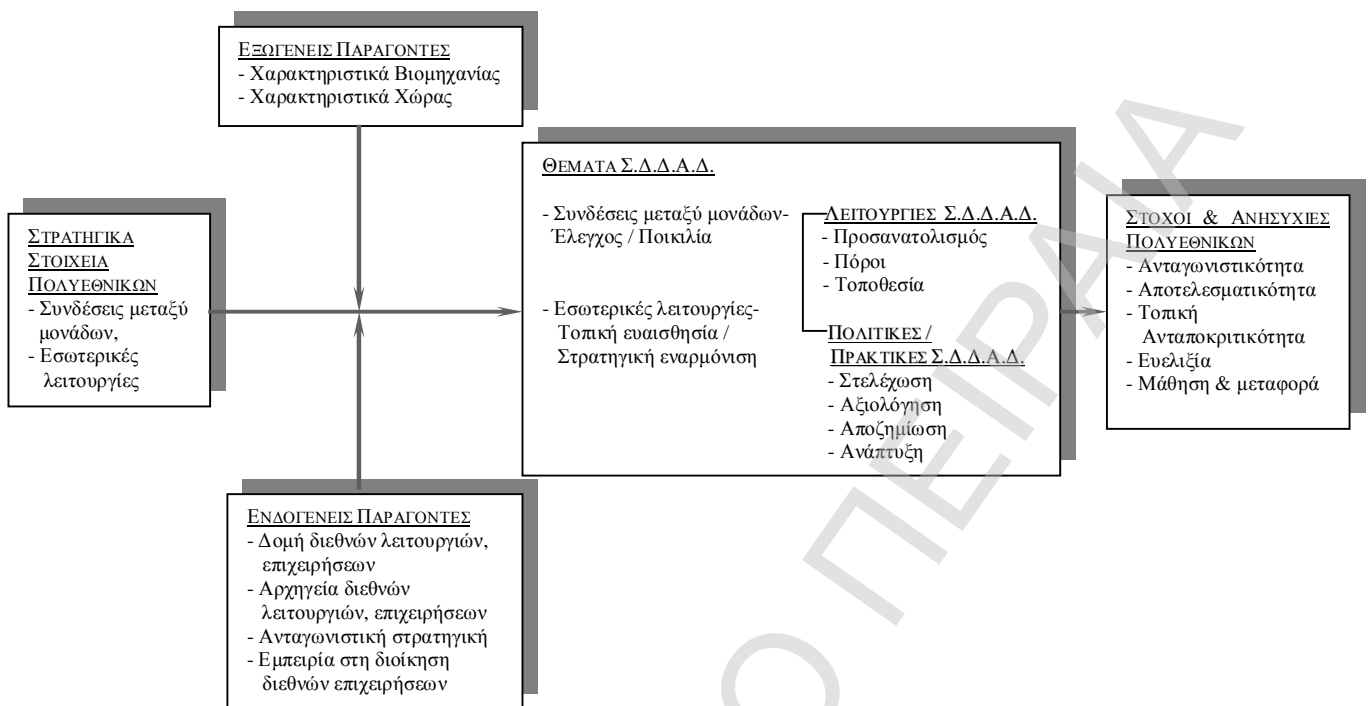 ΕΞΩΓΕΝΕΙΣ ΠΑΡΑΓΟΝΤΕΣ
- Χαρακτηριστικά Βιομηχανίας
- Χαρακτηριστικά Χώρας
ΣΤΡΑΤΗΓΙΚΑ
ΣΤΟΙΧΕΙΑ
ΠΟΛΥΕΘΝΙΚΩΝ
- Συνδέσεις μεταξύ
μονάδων,
- Εσωτερικές
λειτουργίες
ΘΕΜΑΤΑ Σ.Δ.Δ.Α.Δ.
- Συνδέσεις μεταξύ μονάδων-
Έλεγχος / Ποικιλία
- Εσωτερικές λειτουργίες-
Τοπική ευαισθησία /
Στρατηγική εναρμόνιση
ΛΕΙΤΟΥΡΓΙΕΣ Σ.Δ.Δ.Α.Δ.
- Προσανατολισμός
- Πόροι
- Τοποθεσία
ΠΟΛΙΤΙΚΕΣ /
ΠΡΑΚΤΙΚΕΣ Σ.Δ.Δ.Α.Δ.
- Στελέχωση
- Αξιολόγηση
- Αποζημίωση
- Ανάπτυξη
ΣΤΟΧΟΙ & ΑΝΗΣΥΧΙΕΣ
ΠΟΛΥΕΘΝΙΚΩΝ
- Ανταγωνιστικότητα
- Αποτελεσματικότητα
- Τοπική
Ανταποκριτικότητα
- Ευελιξία
- Μάθηση & μεταφορά
ΕΝΔΟΓΕΝΕΙΣ ΠΑΡΑΓΟΝΤΕΣ
- Δομή διεθνών λειτουργιών,
επιχειρήσεων
- Αρχηγεία διεθνών
λειτουργιών, επιχειρήσεων
- Ανταγωνιστική στρατηγική
- Εμπειρία στη διοίκηση
διεθνών επιχειρήσεων
Ο ΠΕΙΡΑΙΑ